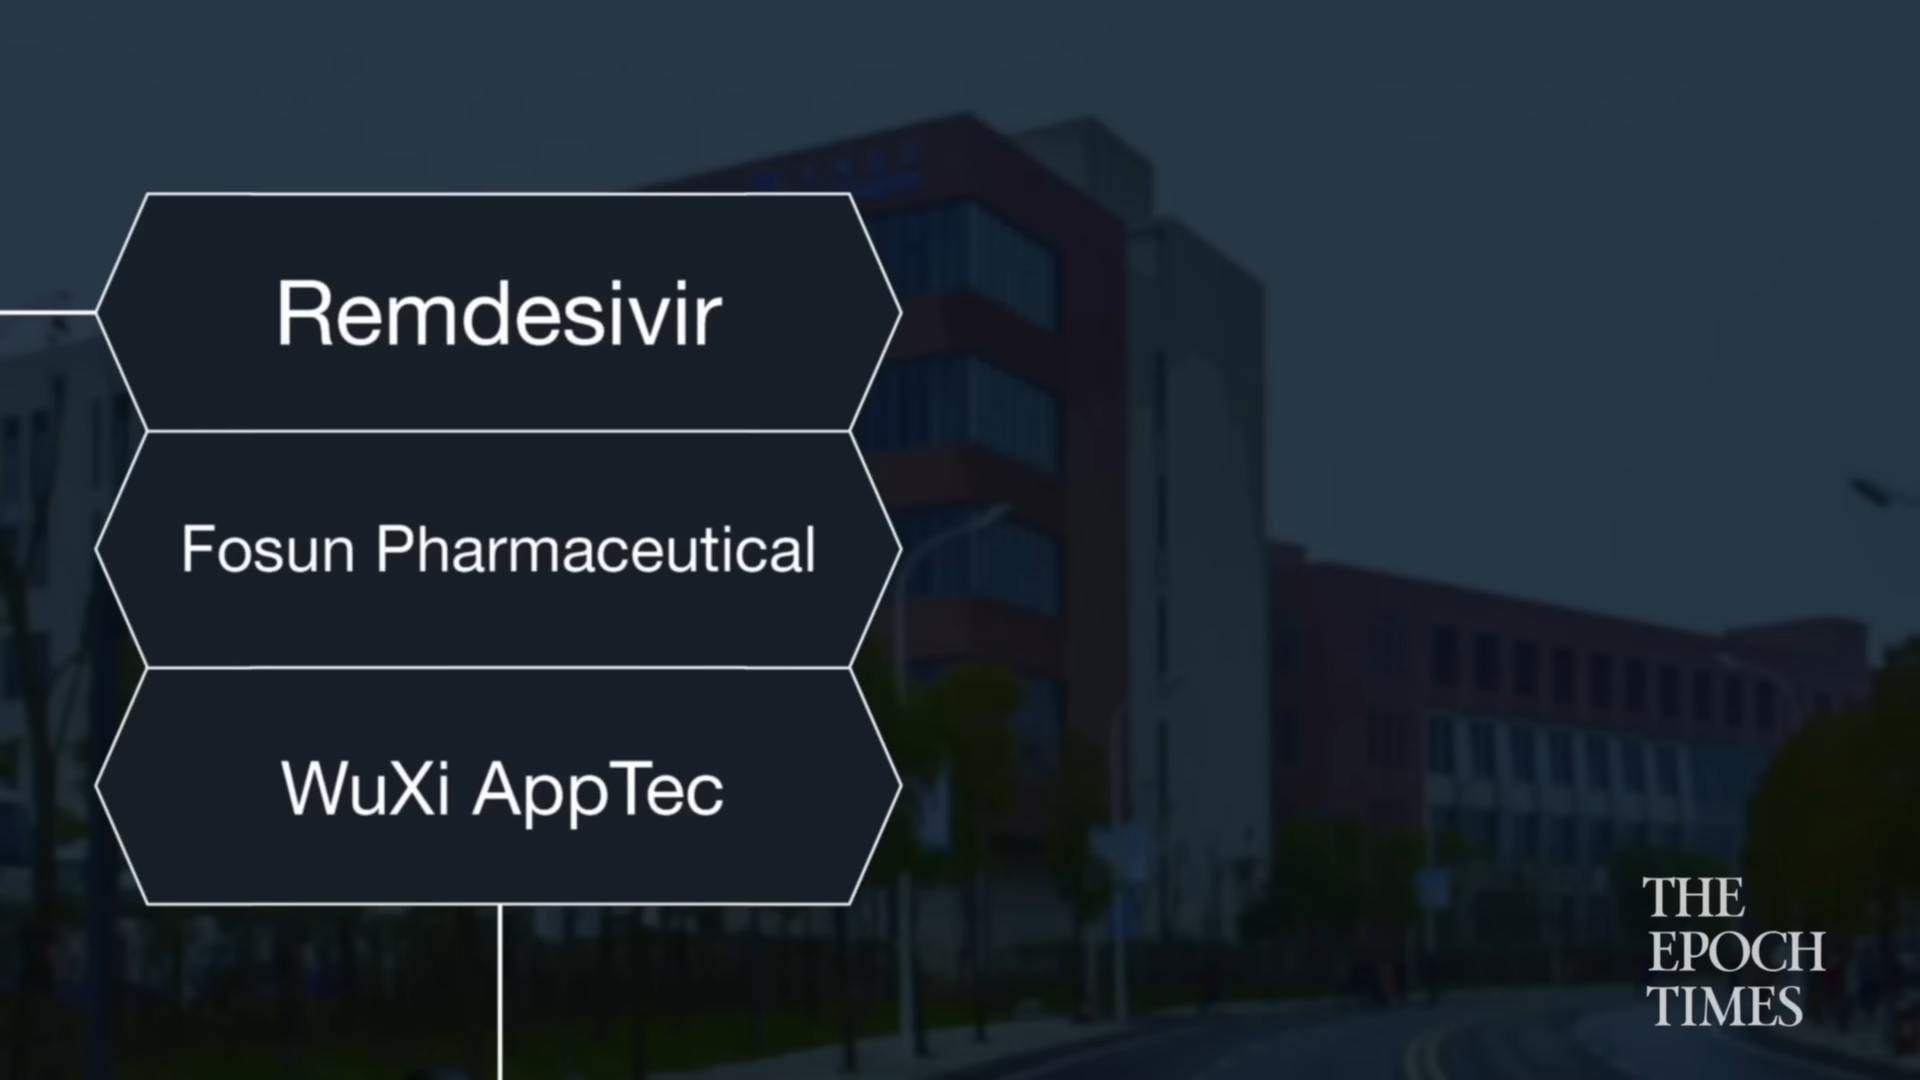 Remdesivir
Fosun Pharmaceutical
WuXi AppTec
THE
EPOCH
TIMES